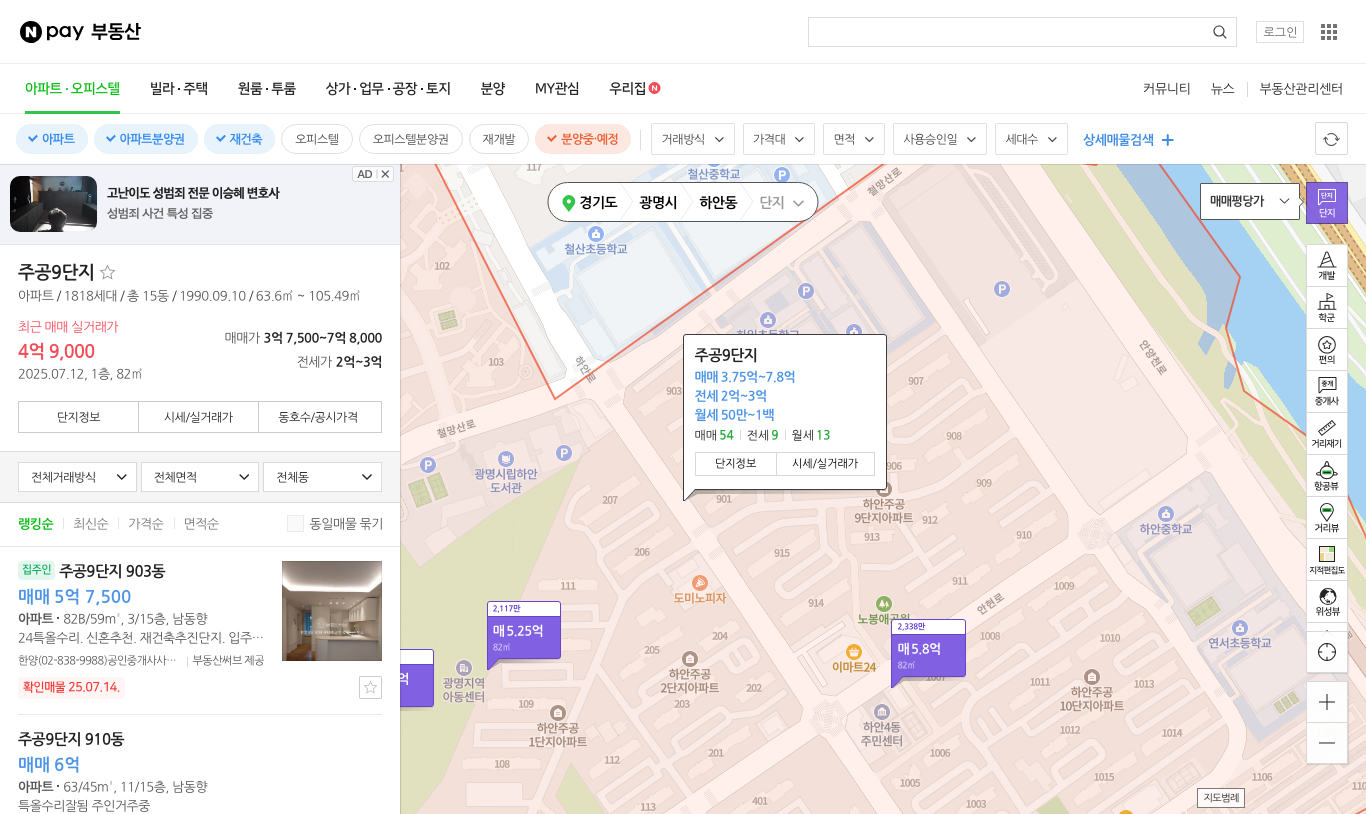 N pay 부동산
로그인
아파트 · 오피스텔
빌라 · 주택
원룸 · 투룸
상가 · 업무 · 공장 · 토지
분양
MY관심
우리집 N
커뮤니티
뉴스
부동산관리센터
아파트
아파트분양권
재건축
오피스텔
오피스텔분양권
재개발
분양중·예정
거래방식
가격대
면적
사용승인일
세대수
상세매물검색
AD
고난이도 성범죄 전문 이승혜 변호사
성범죄 사건 특성 집중
주공9단지
아파트 / 1818세대 / 총 15동 / 1990.09.10 / 63.6㎡ ~ 105.49㎡
최근 매매 실거래가
4억 9,000
2025.07.12, 1층, 82㎡
매매가 3억 7,500~7억 8,000
전세가 2억~3억
단지정보
시세/실거래가
동호수/공시가격
전체거래방식
전체면적
전체동
랭킹순
최신순
가격순
면적순
동일매물 묶기
집주인 주공9단지 903동
매매 5억 7,500
아파트 · 82B/59m², 3/15층, 남동향
24특올수리. 신혼추천. 재건축추진단지. 입주…
한양(02-838-9988)공인중개사사… | 부동산써브 제공
확인매물 25.07.14.
주공9단지 910동
매매 6억
아파트 · 63/45m², 11/15층, 남동향
특올수리잘됨 주인거주중
경기도
광명시
하안동
단지
매매평당가
단지
단지
개발
학군
편의
중개
중개사
거리재기
항공뷰
거리뷰
지적편집도
위성뷰
지도범례
주공9단지
매매 3.75억~7.8억
전세 2억~3억
월세 50만~1백
매매 54 | 전세 9 | 월세 13
단지정보
시세/실거래가
2,117만
매 5.25억
82㎡
2,338만
매 5.8억
82㎡
억
철산중학교
P
철망산로
철산초등학교
102
117
P
P
하안로
103
903
907
안양천로
철망산로
P
P
광명시립하안
도서관
207
901
906
908
하안주공
9단지아파트
912
913
910
하안중학교
206
915
111
도미노피자
914
911
노봉애공원
안현로
1009
1008
1010
연서초등학교
205
이마트24
광명지역
아동센터
하안주공
2단지아파트
202
203
1007
1011
하안주공
10단지아파트
1013
109
하안주공
1단지아파트
하안4동
주민센터
1012
1014
201
1006
112
108
1005
1015
1106
113
401
1003
110